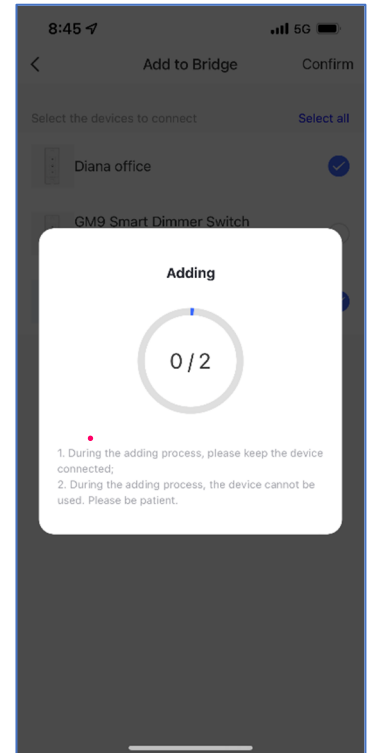 8:45
5G
Add to Bridge
Confirm
Select the devices to connect
Select all
Diana office
GM9 Smart Dimmer Switch
Adding
0 / 2
1. During the adding process, please keep the device
connected;
2. During the adding process, the device cannot be
used. Please be patient.